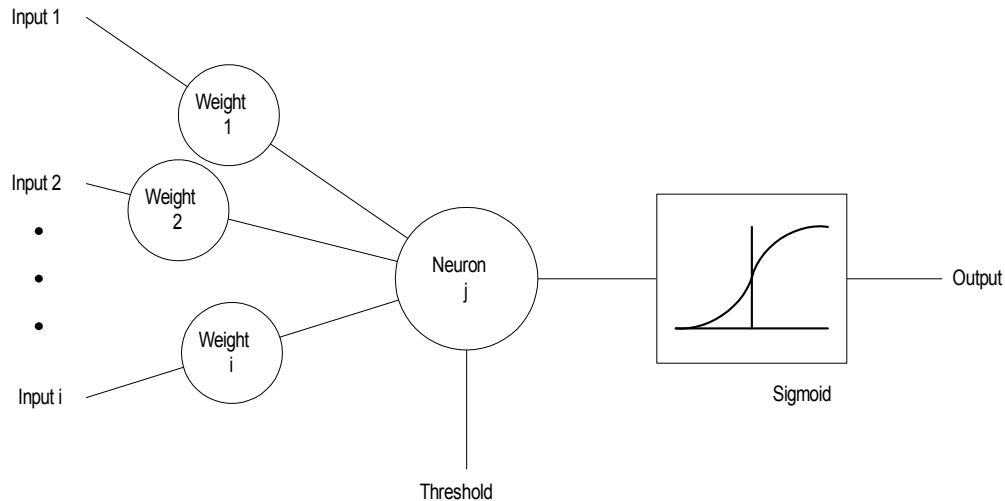 Input 1
Weight
1
Input 2
Weight
2
Neuron
j
Output
Weight
i
Input i
Sigmoid
Threshold